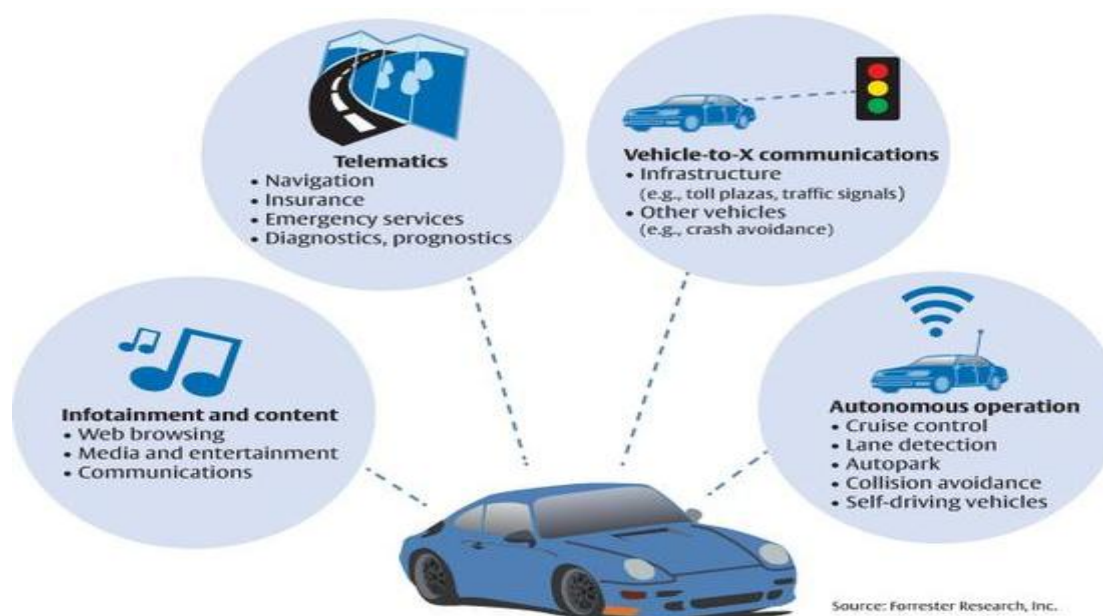 Telematics
• Navigation
• Insurance
• Emergency services
• Diagnostics, prognostics
Vehicle-to-X communications
• Infrastructure
(e.g., toll plazas, traffic signals)
• Other vehicles
(e.g., crash avoidance)
Infotainment and content
• Web browsing
• Media and entertainment
• Communications
Autonomous operation
• Cruise control
• Lane detection
• Autopark
• Collision avoidance
• Self-driving vehicles
Source: Forrester Research, Inc.